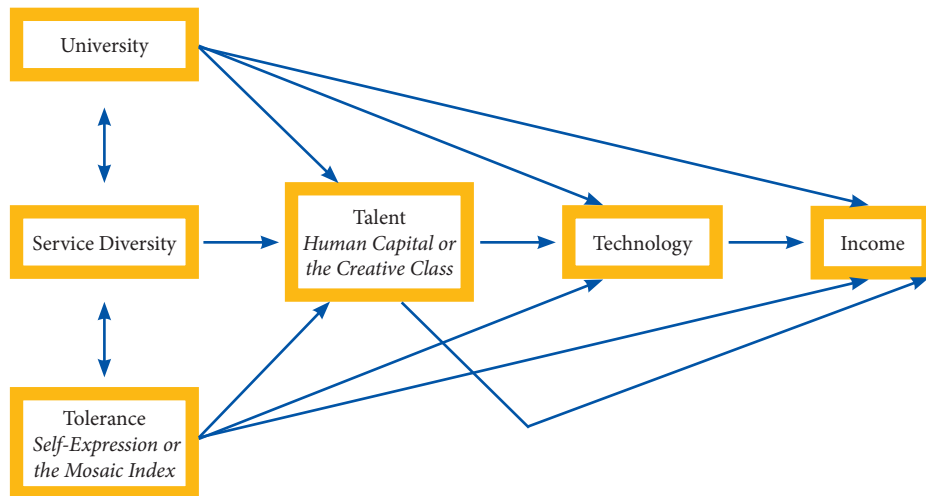 University
Service Diversity
Talent
Human Capital or
the Creative Class
Technology
Income
Tolerance
Self-Expression or
the Mosaic Index